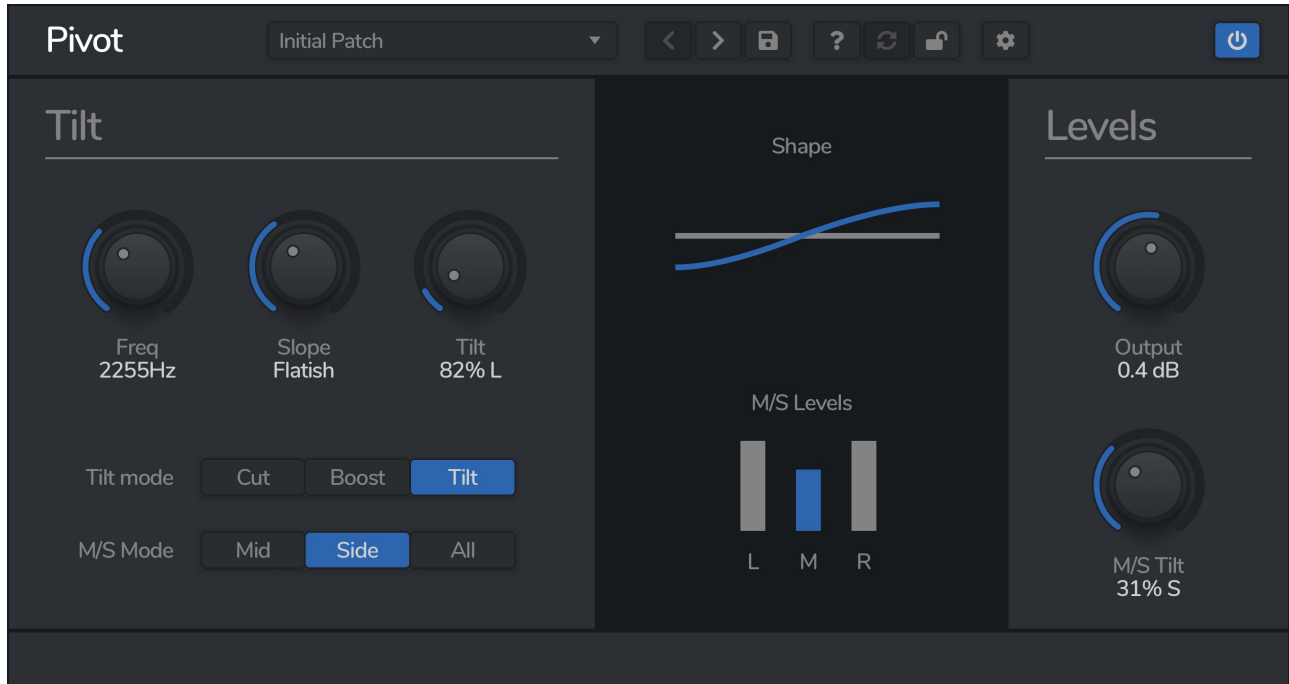 Pivot
Initial Patch
?
Tilt
Shape
Levels
Freq
2255Hz
Slope
Flatish
Tilt
82% L
Output
0.4 dB
M/S Levels
L M R
Tilt mode Cut Boost Tilt
M/S Mode Mid Side All
M/S Tilt
31% S